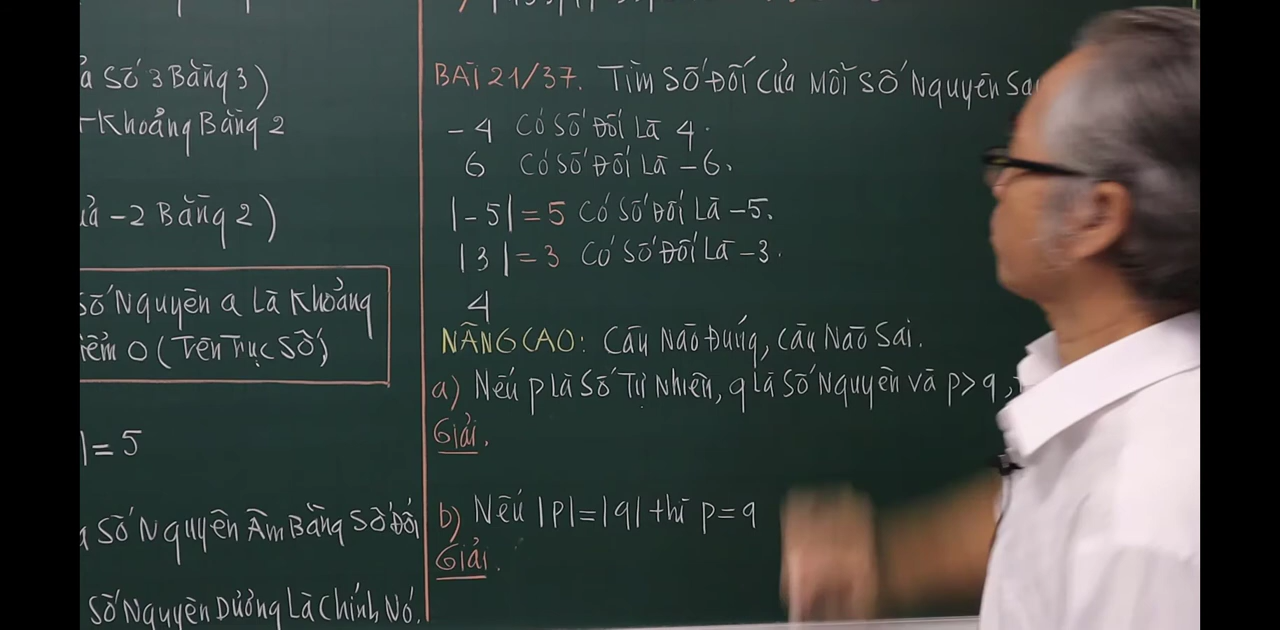 Số 3 Bằng 3)
Khoảng Bằng 2
-2 Bằng 2)
Số Nguyên a Là Khoảng
0 (Trên Trục Số)
| = 5
Số Nguyên Âm Bằng Số Đối
Số Nguyên Dương Là Chính Nó.
BÀI 21/37. Tìm Số Đối Của Mỗi Số Nguyên
-4 Có Số Đối Là 4.
6 Có Số Đối Là -6.
|-5| = 5 Có Số Đối Là -5.
|3| = 3 Có Số Đối Là -3.
4
NÂNG CAO: Câu Nào Đúng, Câu Nào Sai.
a) Nếu p Là Số Tự Nhiên, q Là Số Nguyên Và p > q,
Giải.
b) Nếu |p| = |q| thì p = q
Giải.